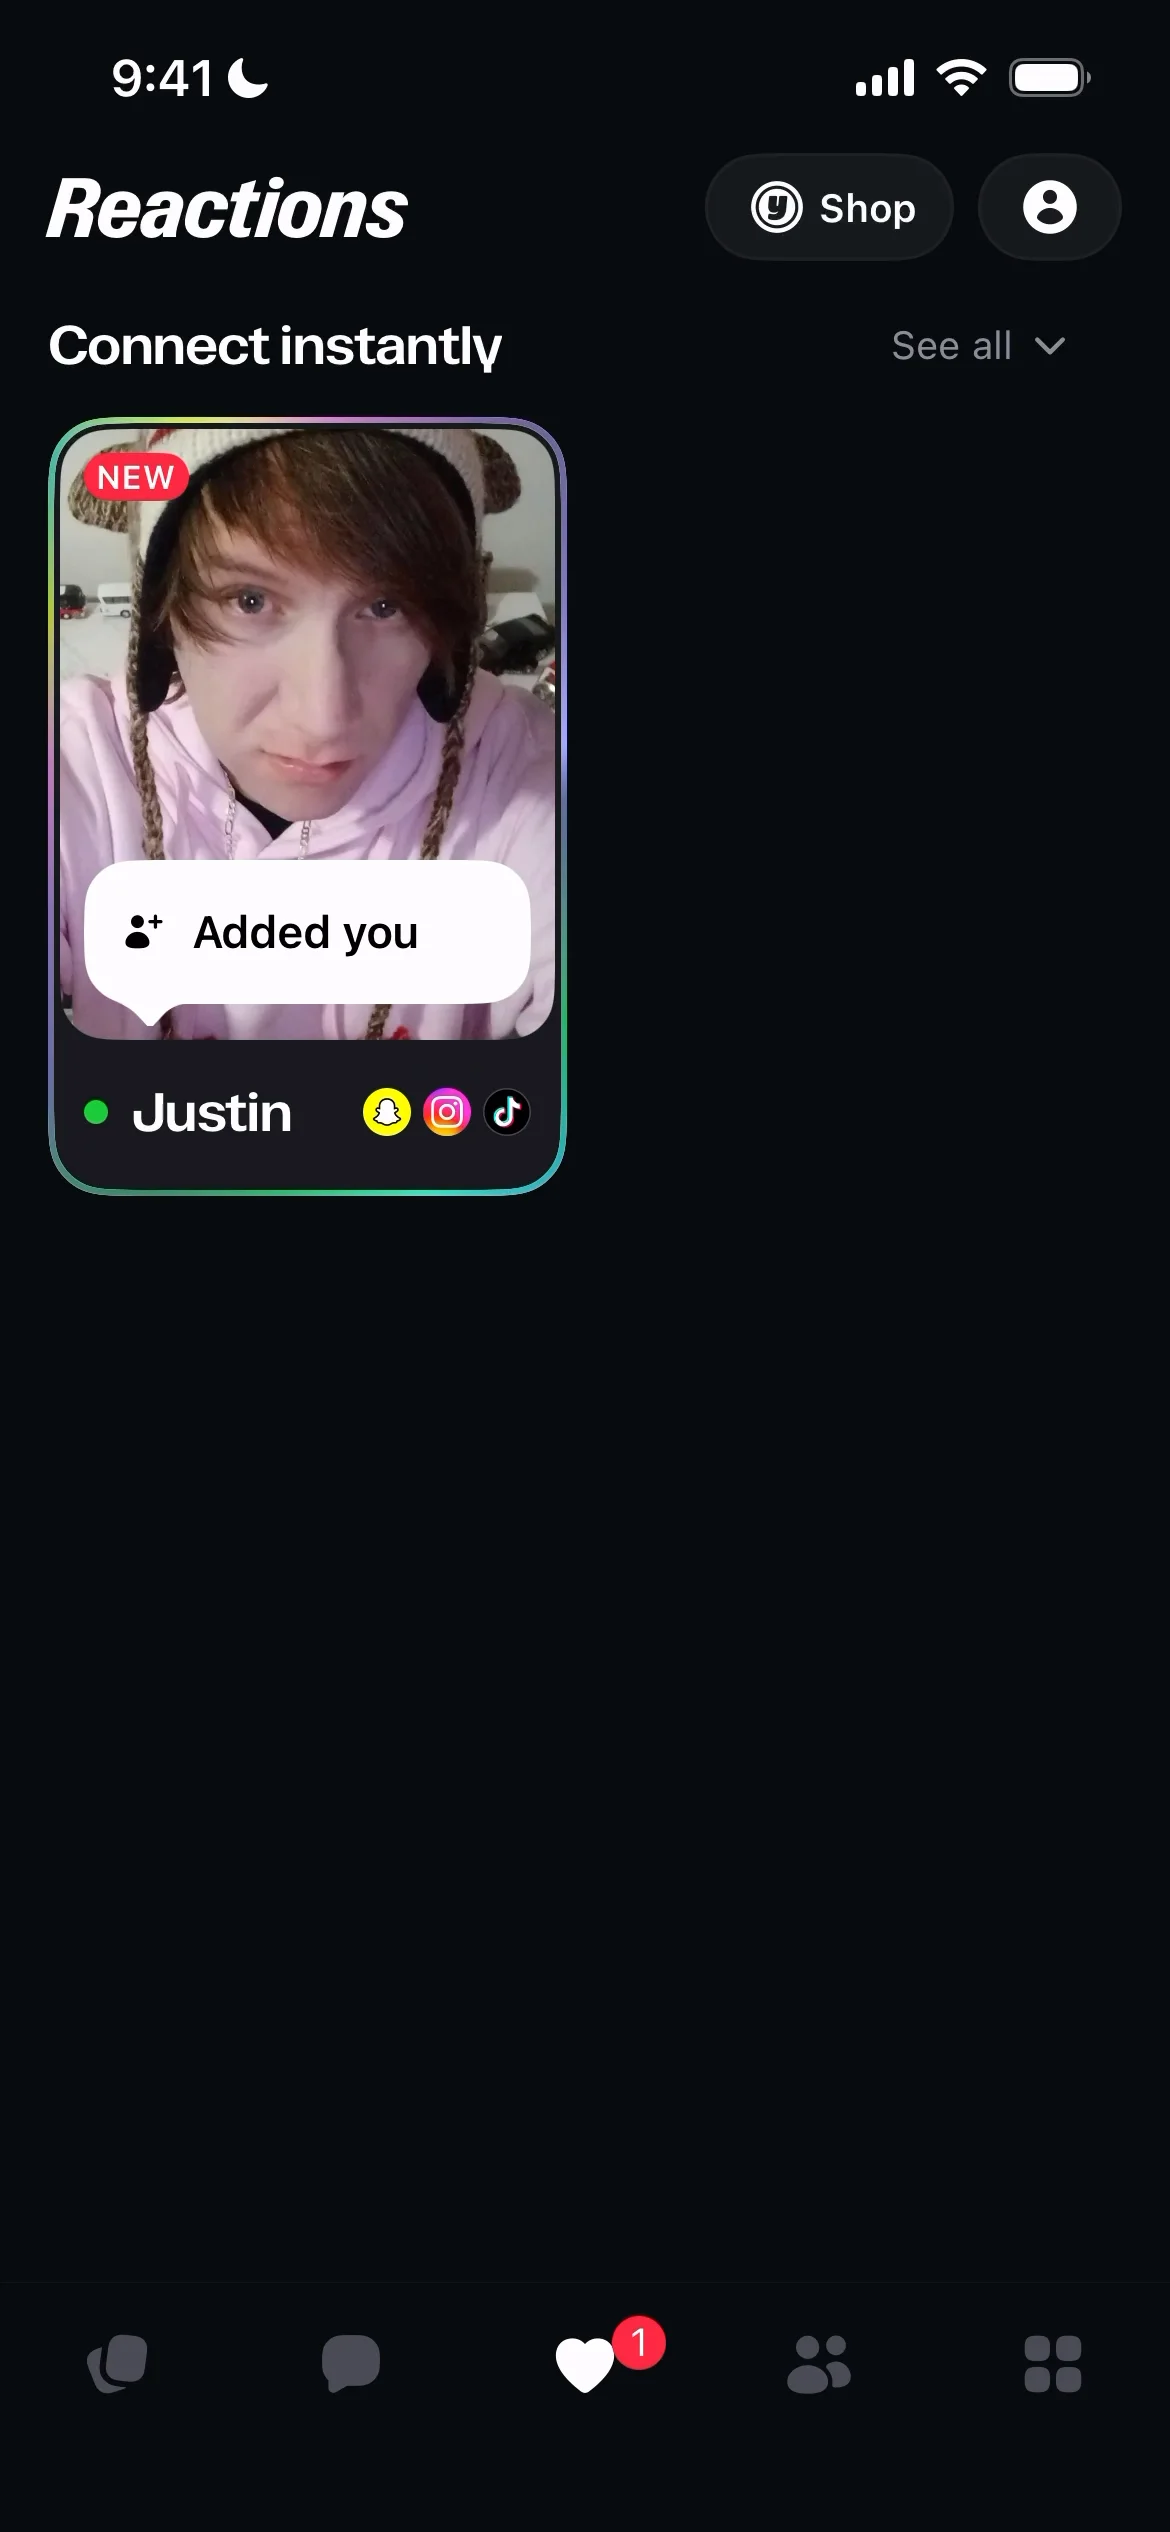 9:41
Reactions
Shop
Connect instantly
See all
NEW
Added you
Justin
1